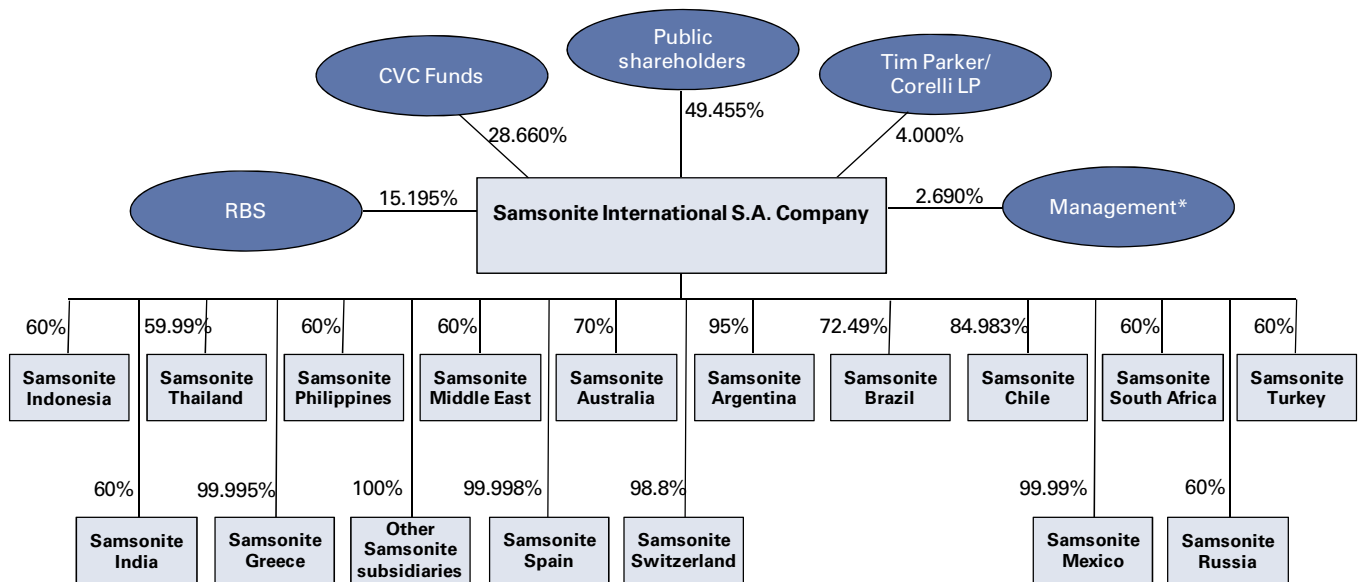 Public
shareholders
CVC Funds
Tim Parker/
Corelli LP
49.455%
28.660%
4.000%
RBS
15.195%
Samsonite International S.A. Company
2.690%
Management*
60%
59.99%
60%
60%
70%
95%
72.49%
84.983%
60%
60%
Samsonite
Indonesia
Samsonite
Thailand
Samsonite
Philippines
Samsonite
Middle East
Samsonite
Australia
Samsonite
Argentina
Samsonite
Brazil
Samsonite
Chile
Samsonite
South Africa
Samsonite
Turkey
60%
99.995%
100%
99.998%
98.8%
99.99%
60%
Samsonite
India
Samsonite
Greece
Other
Samsonite
subsidiaries
Samsonite
Spain
Samsonite
Switzerland
Samsonite
Mexico
Samsonite
Russia